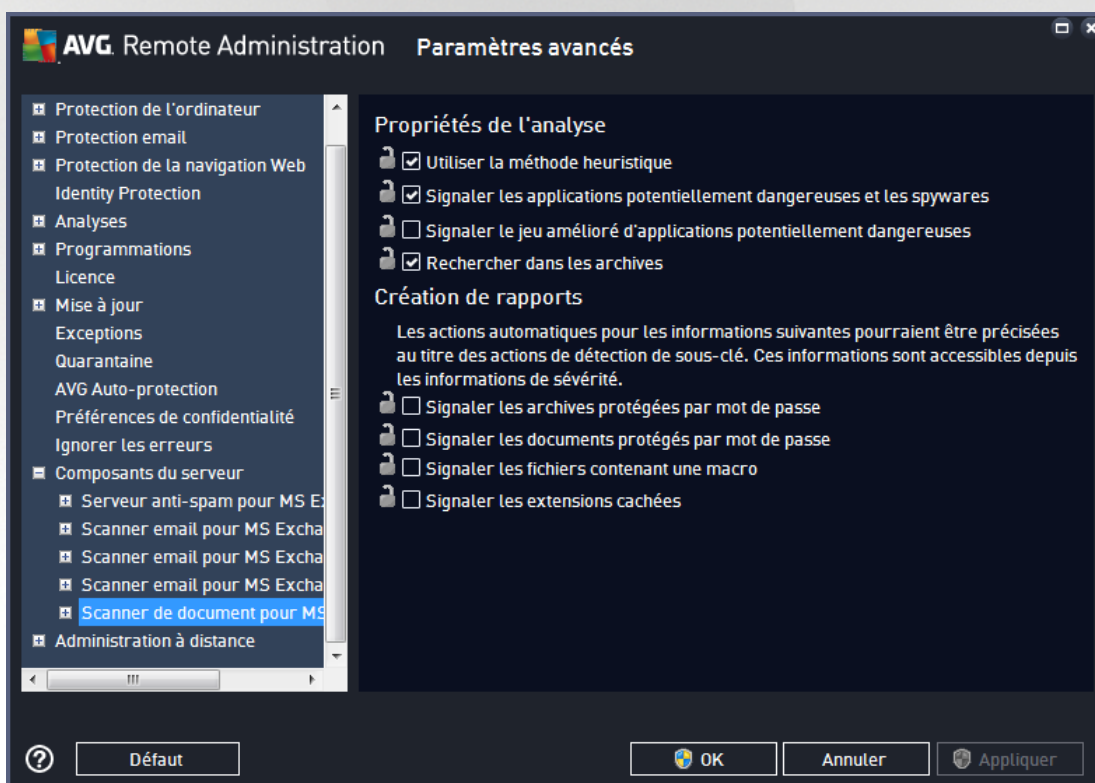 AVG. Remote Administration
Paramètres avancés
Protection de l'ordinateur
Protection email
Protection de la navigation Web
Identity Protection
Analyses
Programmations
Licence
Mise à jour
Exceptions
Quarantaine
AVG Auto-protection
Préférences de confidentialité
Ignorer les erreurs
Composants du serveur
Serveur anti-spam pour MS
Scanner email pour MS Excha
Scanner email pour MS Excha
Scanner email pour MS Excha
Scanner de document pour MS
Administration à distance
Propriétés de l'analyse
Utiliser la méthode heuristique
Signaler les applications potentiellement dangereuses et les spywares
Signaler le jeu amélioré d'applications potentiellement dangereuses
Rechercher dans les archives
Création de rapports
Les actions automatiques pour les informations suivantes pourraient être précisées
au titre des actions de détection de sous-clé. Ces informations sont accessibles depuis
les informations de sévérité.
Signaler les archives protégées par mot de passe
Signaler les documents protégés par mot de passe
Signaler les fichiers contenant une macro
Signaler les extensions cachées
Défaut
OK
Annuler
Appliquer